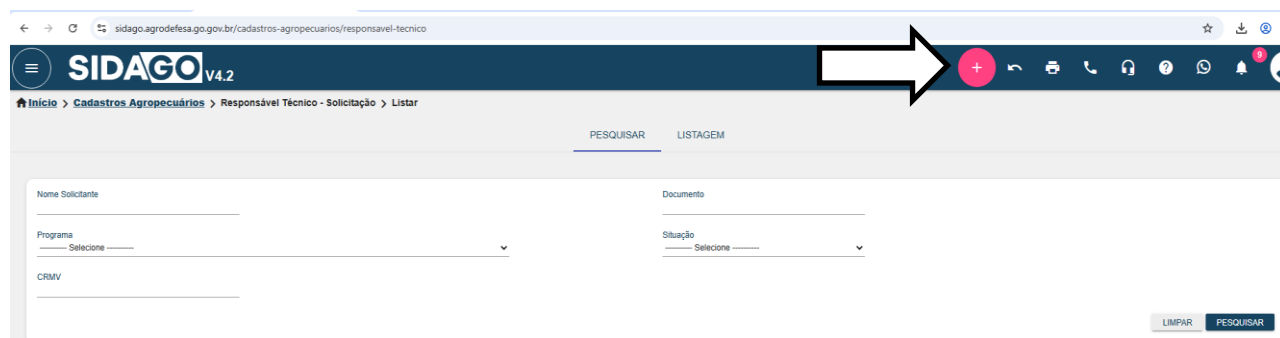 sidago.agrodefesa.go.gov.br/cadastros-agropecuarios/responsavel-tecnico
SIDAGO V4.2
+
?
9
Início > Cadastros Agropecuários > Responsável Técnico - Solicitação > Listar
PESQUISAR LISTAGEM
Nome Solicitante Documento
Programa Situação
---------- Selecione ---------- ---------- Selecione ----------
CRMV
LIMPAR PESQUISAR